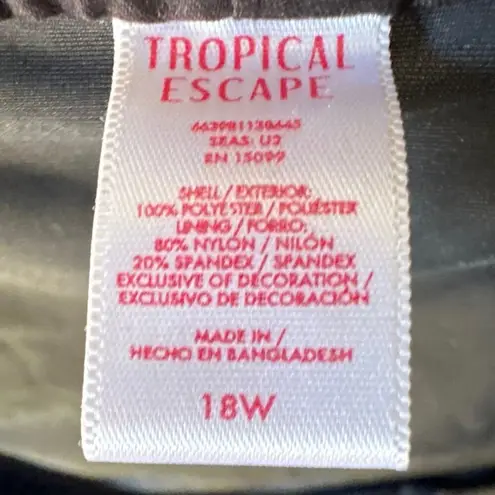 TROPICAL
ESCAPE
663981138645
SEAS: U2
RN 15099
SHELL / EXTERIOR:
100% POLYESTER / POLIÉSTER
LINING / FORRO:
80% NYLON / NILÓN
20% SPANDEX / SPANDEX
EXCLUSIVE OF DECORATION /
EXCLUSIVO DE DECORACIÓN
MADE IN /
HECHO EN BANGLADESH
18W